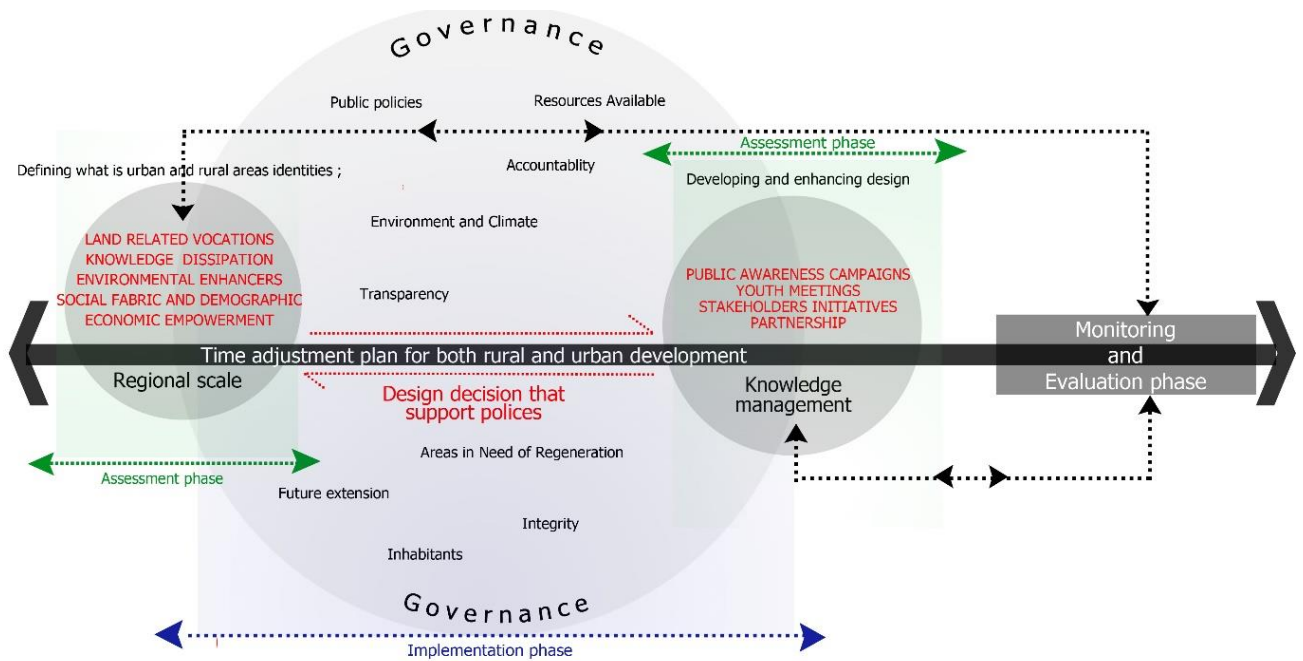 Governance
Public policies
Resources Available
Assessment phase
Accountablity
Defining what is urban and rural areas identities ;
Developing and enhancing design
Environment and Climate
LAND RELATED VOCATIONS
KNOWLEDGE DISSIPATION
ENVIRONMENTAL ENHANCERS
SOCIAL FABRIC AND DEMOGRAPHIC
ECONOMIC EMPOWERMENT
Transparency
PUBLIC AWARENESS CAMPAIGNS
YOUTH MEETINGS
STAKEHOLDERS INITIATIVES
PARTNERSHIP
Time adjustment plan for both rural and urban development
Monitoring
and
Evaluation phase
Regional scale
Design decision that
support polices
Knowledge
management
Areas in Need of Regeneration
Assessment phase
Future extension
Integrity
Inhabitants
Governance
Implementation phase